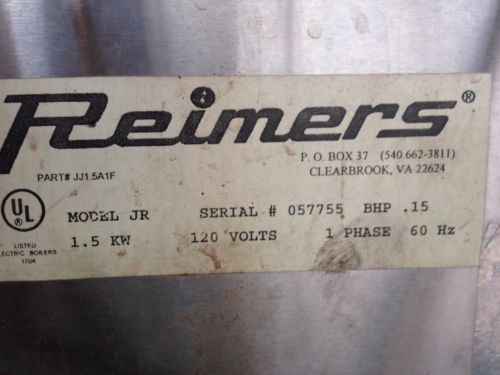 Reimers®
P. O. BOX 37 (540 662-3811)
CLEARBROOK, VA 22624
PART# JJ1.5A1F
UL
MODEL JR SERIAL # 057755 BHP .15
1.5 KW 120 VOLTS 1 PHASE 60 Hz
LISTED
ELECTRIC BOILERS
17D4